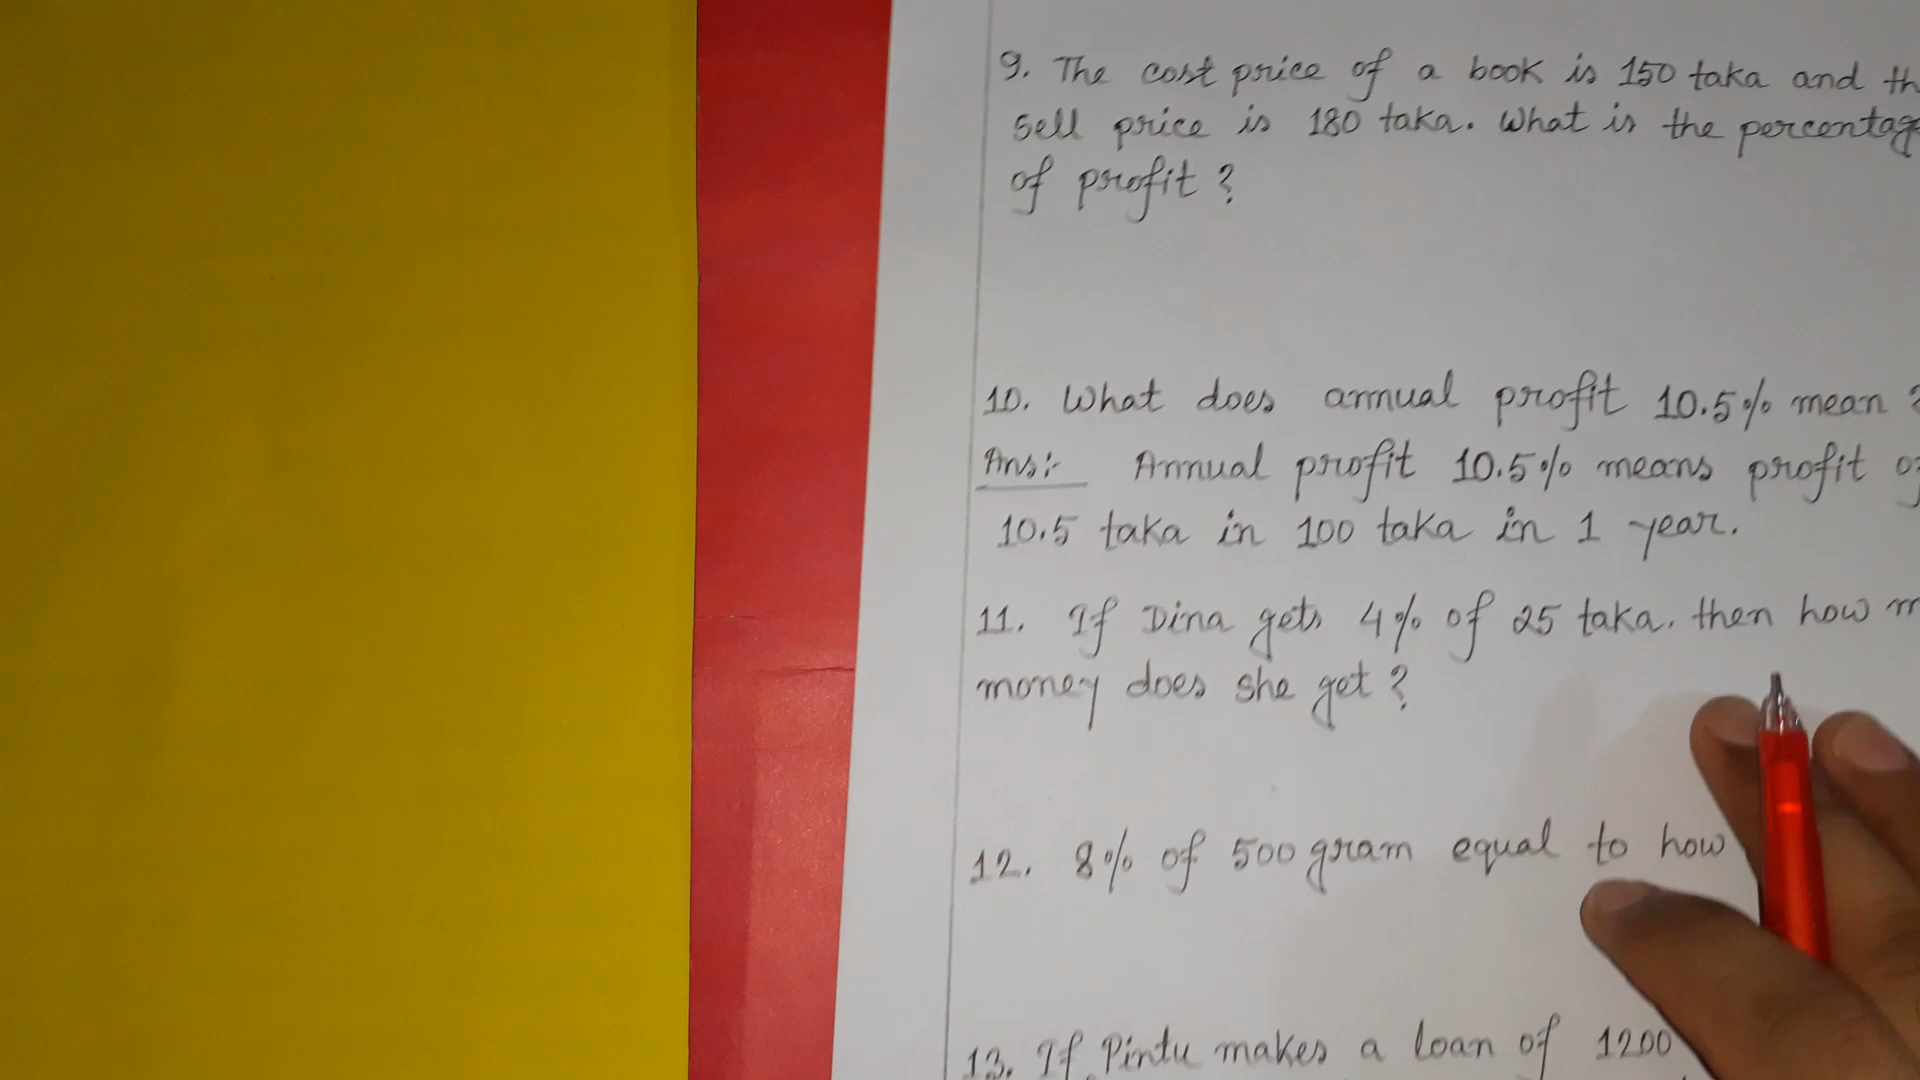 9. The cost price of a book is 150 taka and th
sell price is 180 taka. What is the percentag
of profit ?
10. What does annual profit 10.5% mean ?
Ans:- Annual profit 10.5% means profit of
10.5 taka in 100 taka in 1 year.
11. If Dina gets 4% of 25 taka. then how m
money does she get ?
12. 8% of 500 gram equal to how
13. If Pintu makes a loan of 1200